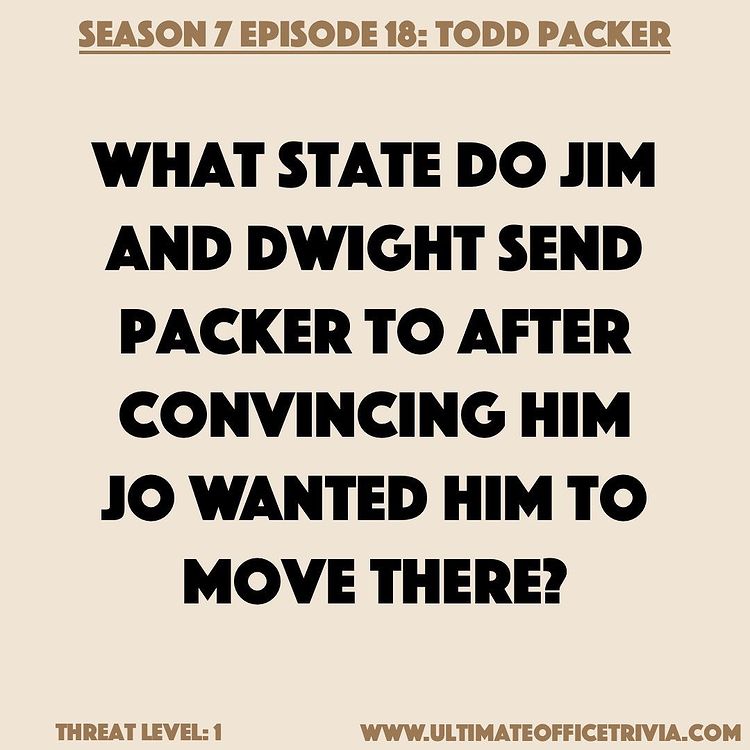 SEASON 7 EPISODE 18: TODD PACKER
WHAT STATE DO JIM
AND DWIGHT SEND
PACKER TO AFTER
CONVINCING HIM
JO WANTED HIM TO
MOVE THERE?
THREAT LEVEL: 1
WWW.ULTIMATEOFFICETRIVIA.COM